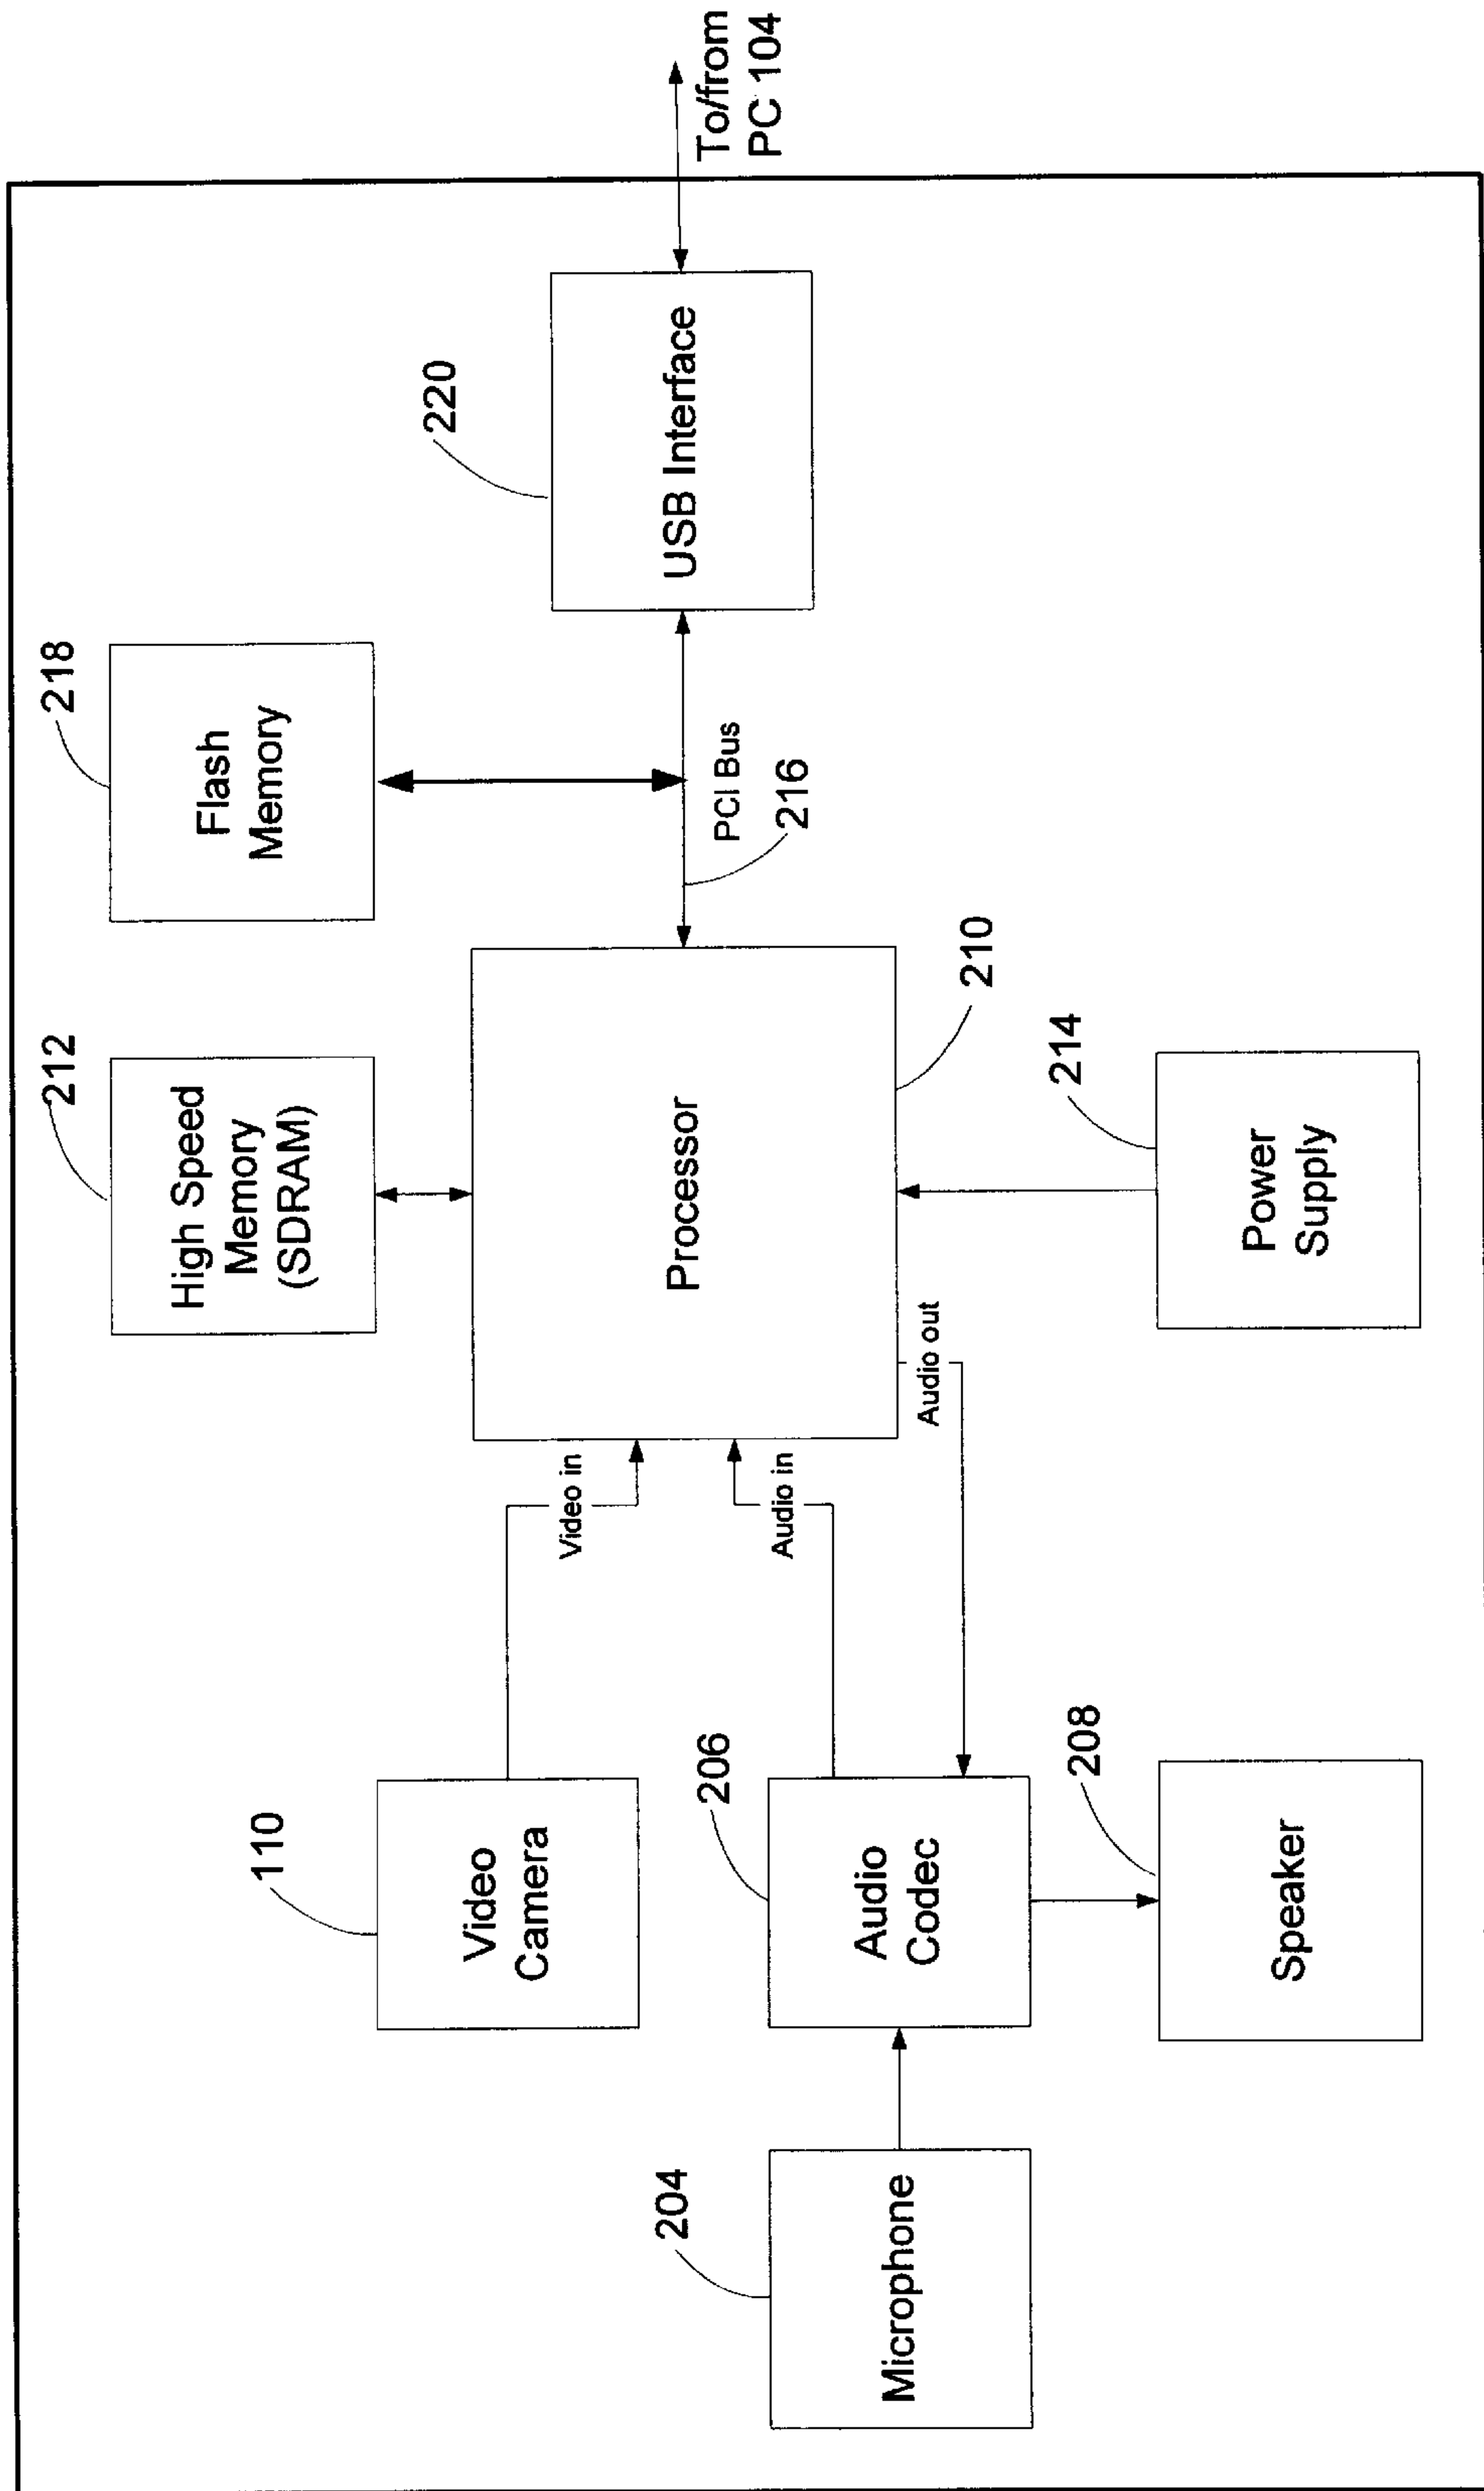 212
High Speed
Memory
(SDRAM)
218
Flash
Memory
110
Video
Camera
Video in
Processor
210
PCI Bus
216
220
USB Interface
To/from
PC 104
204
Microphone
206
Audio
Codec
Audio in
Audio out
208
Speaker
214
Power
Supply